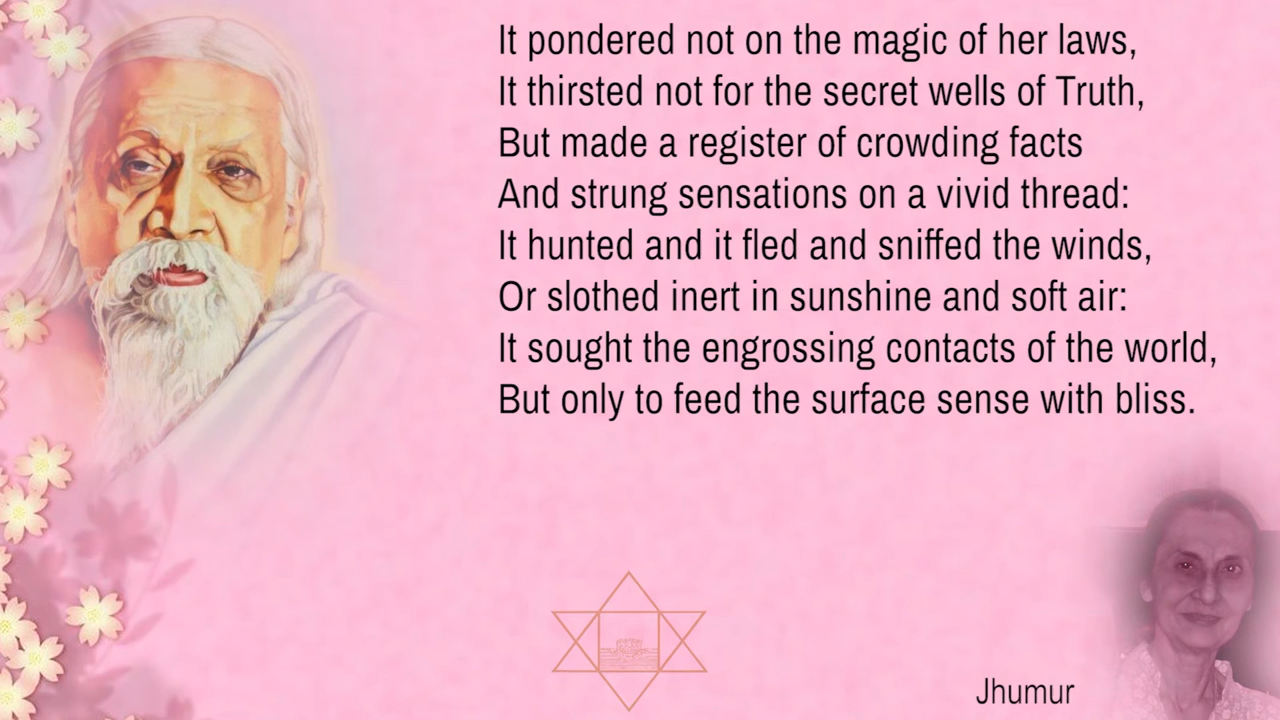 It pondered not on the magic of her laws,
It thirsted not for the secret wells of Truth,
But made a register of crowding facts
And strung sensations on a vivid thread:
It hunted and it fled and sniffed the winds,
Or slothed inert in sunshine and soft air:
It sought the engrossing contacts of the world,
But only to feed the surface sense with bliss.
Jhumur